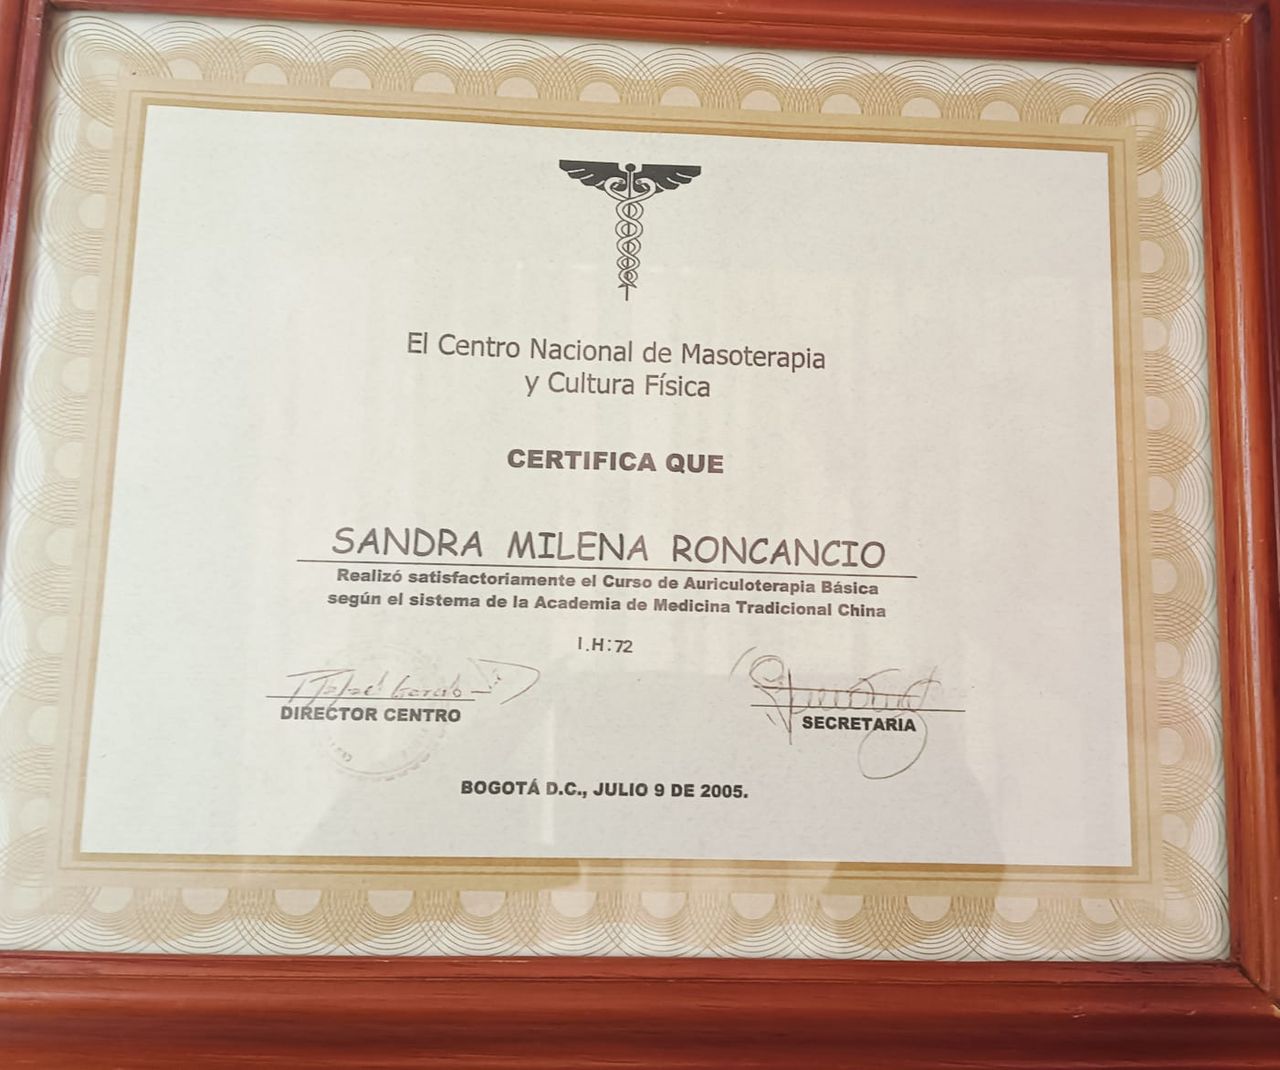 El Centro Nacional de Masoterapia
y Cultura Física
CERTIFICA QUE
SANDRA MILENA RONCANCIO
Realizó satisfactoriamente el Curso de Auriculoterapia Básica
según el sistema de la Academia de Medicina Tradicional China
I.H:72
DIRECTOR CENTRO
SECRETARIA
BOGOTÁ D.C., JULIO 9 DE 2005.